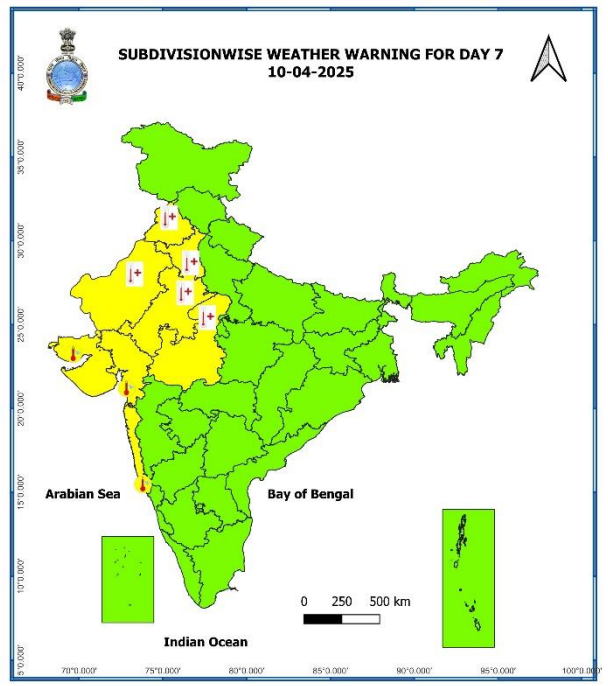 SUBDIVISIONWISE WEATHER WARNING FOR DAY 7
10-04-2025
40°0.000'
35°0.000'
30°0.000'
25°0.000'
20°0.000'
15°0.000'
10°0.000'
5°0.000'
Arabian Sea
Bay of Bengal
0 250 500 km
Indian Ocean
70°0.000' 75°0.000' 80°0.000' 85°0.000' 90°0.000' 95°0.000' 100°0.000'